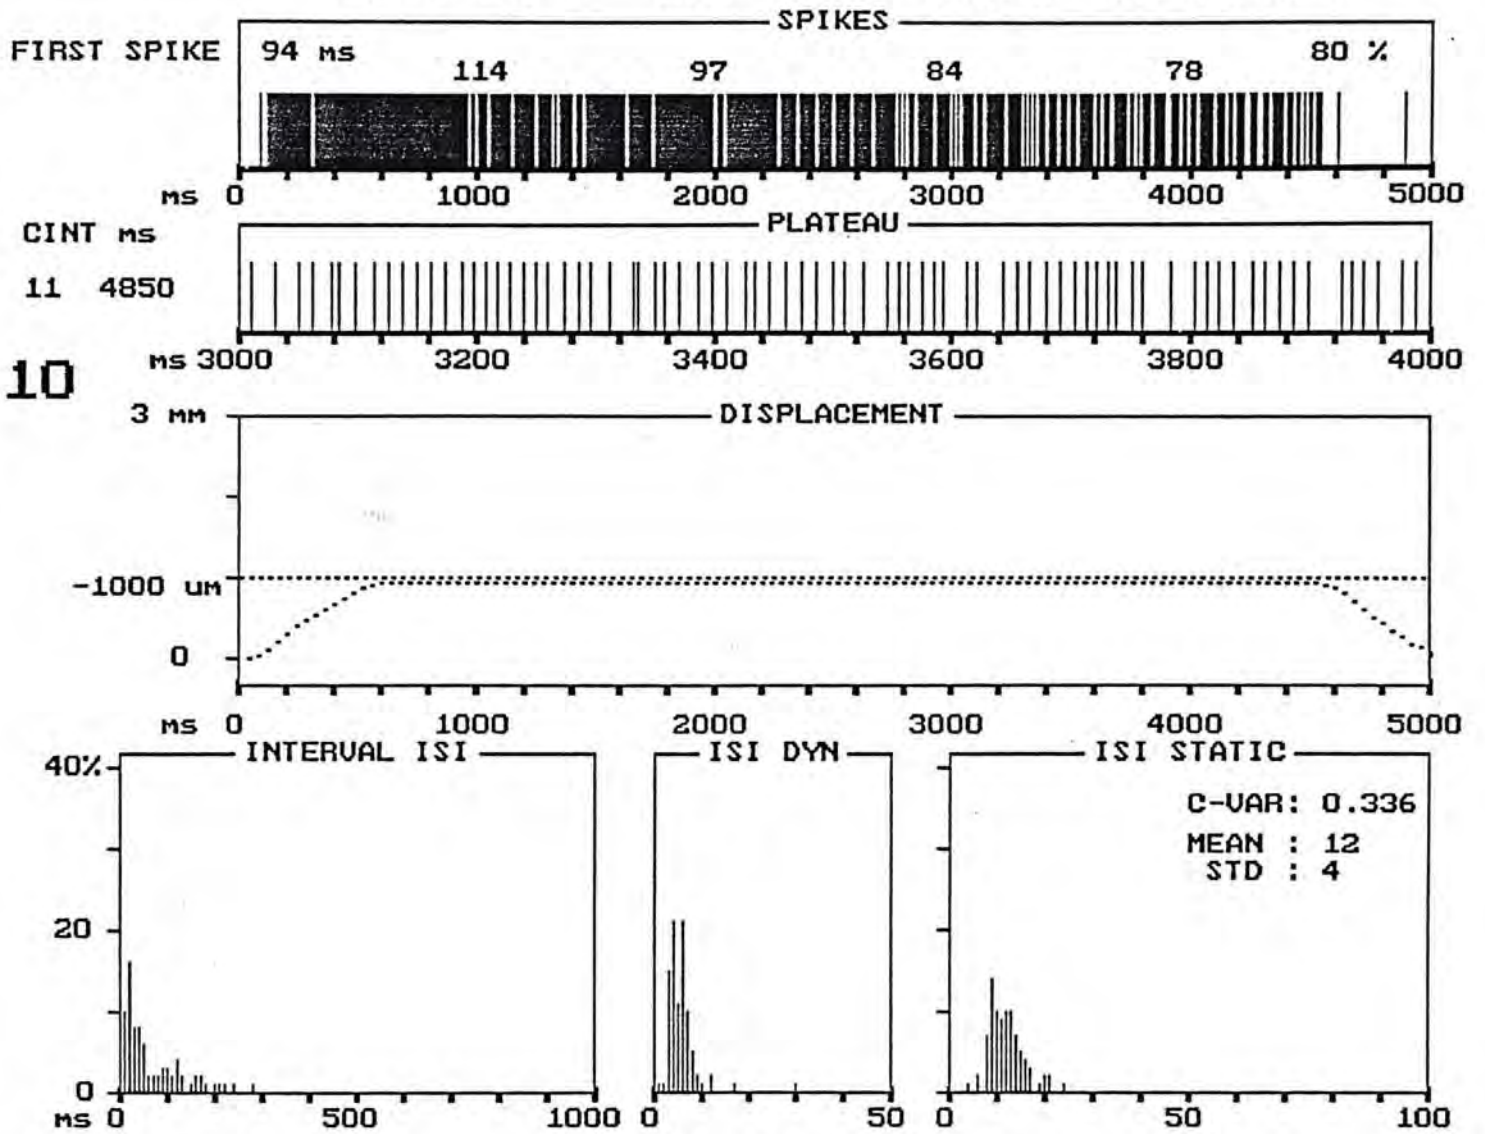 SPIKES
FIRST SPIKE 94 ms 80 %
114 97 84 78
ms 0 1000 2000 3000 4000 5000
PLATEAU
CINT ms
11 4850
ms 3000 3200 3400 3600 3800 4000
10
3 mm DISPLACEMENT
-1000 um
0
ms 0 1000 2000 3000 4000 5000
INTERVAL ISI ISI DYN ISI STATIC
40%
C-VAR: 0.336
MEAN : 12
STD : 4
20
0
ms 0 500 1000 0 50 0 50 100